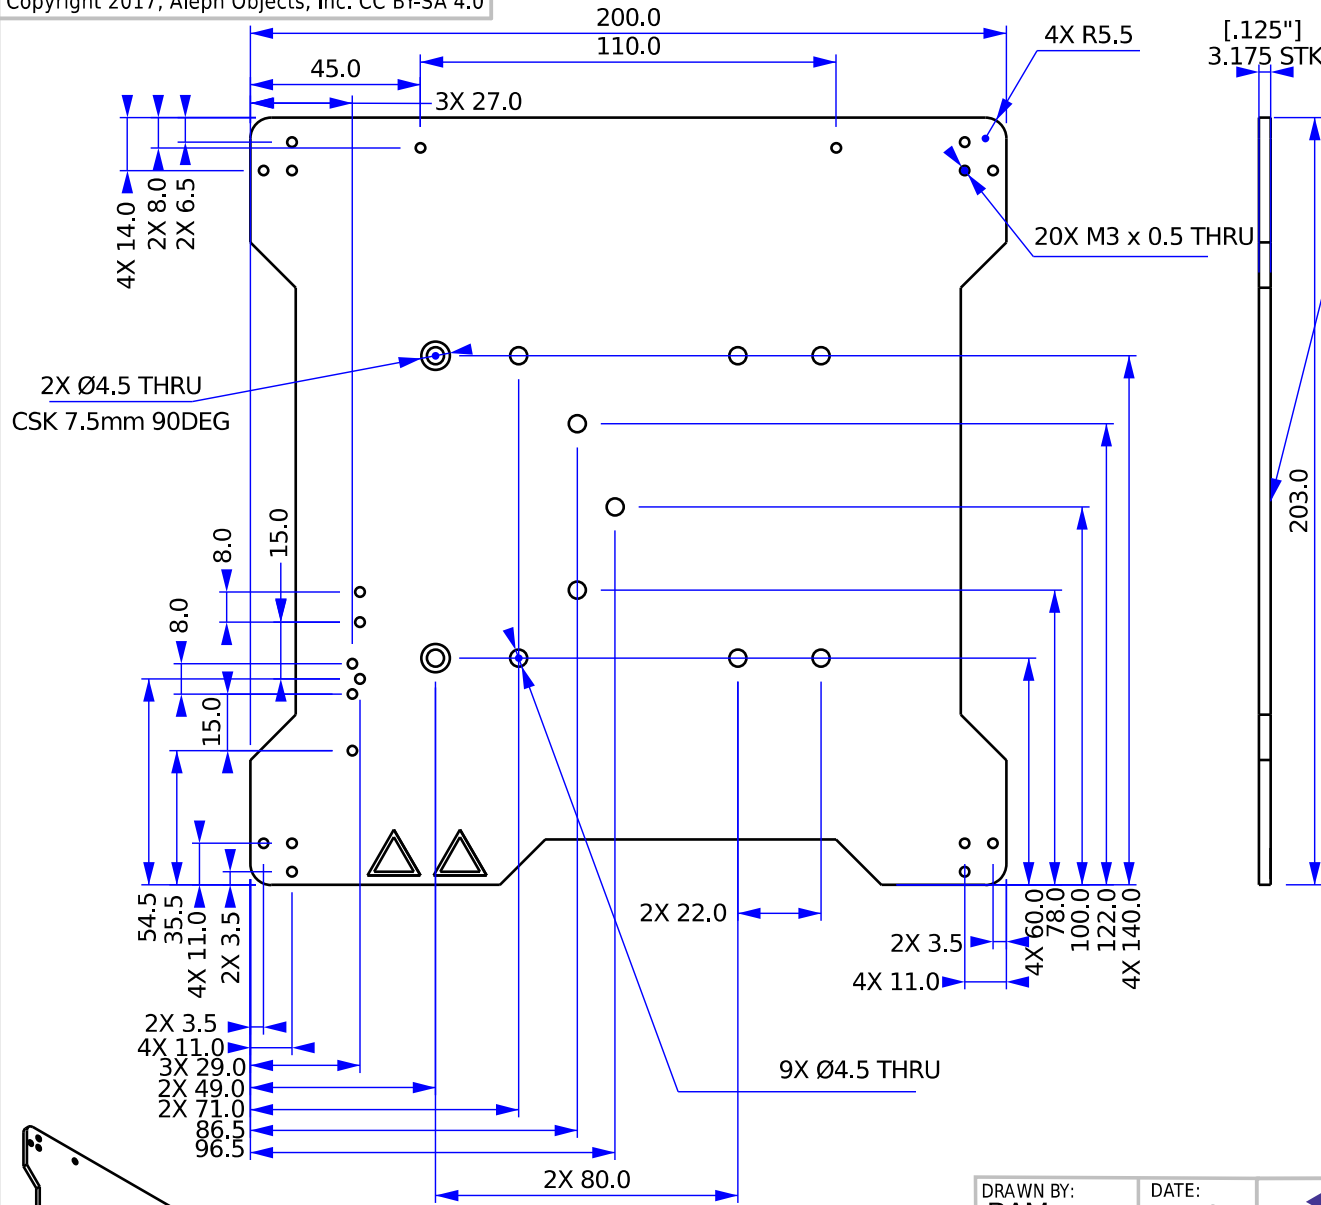 Copyright 2017, Aleph Objects, Inc. CC BY-SA 4.0
200.0
110.0
45.0
3X 27.0
4X R5.5
[.125"]
3.175 STK
4X 14.0
2X 8.0
2X 6.5
20X M3 x 0.5 THRU
2X Ø4.5 THRU
CSK 7.5mm 90DEG
8.0
15.0
203.0
8.0
15.0
54.5
35.5
4X 11.0
2X 3.5
2X 22.0
2X 3.5
4X 11.0
4X 60.0
78.0
100.0
122.0
4X 140.0
2X 3.5
4X 11.0
3X 29.0
2X 49.0
2X 71.0
86.5
96.5
9X Ø4.5 THRU
2X 80.0
DRAWN BY:
DATE: